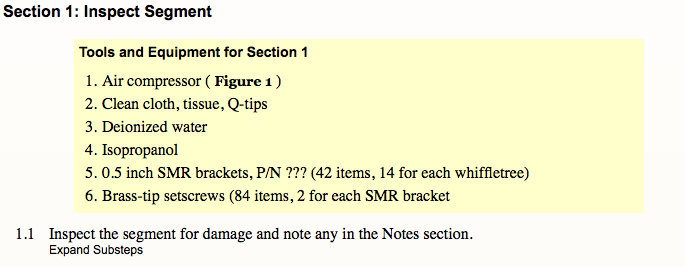 Section 1: Inspect Segment
Tools and Equipment for Section 1
1. Air compressor ( Figure 1 )
2. Clean cloth, tissue, Q-tips
3. Deionized water
4. Isopropanol
5. 0.5 inch SMR brackets, P/N ??? (42 items, 14 for each whiffletree)
6. Brass-tip setscrews (84 items, 2 for each SMR bracket
1.1 Inspect the segment for damage and note any in the Notes section.
Expand Substeps